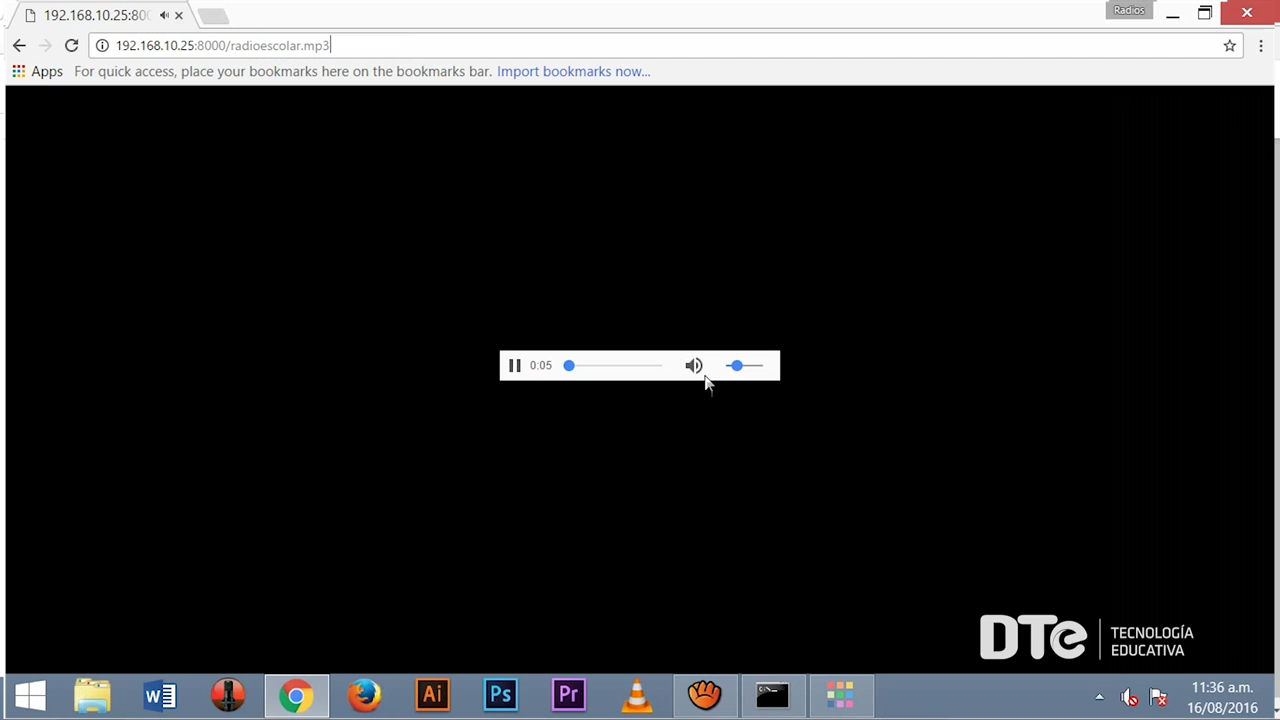 192.168.10.25:800
Radios
192.168.10.25:8000/radioescolar.mp3
Apps
For quick access, place your bookmarks here on the bookmarks bar. Import bookmarks now...
0:05
DTe
TECNOLOGÍA
EDUCATIVA
W
Ai
Ps
Pr
11:36 a.m.
16/08/2016